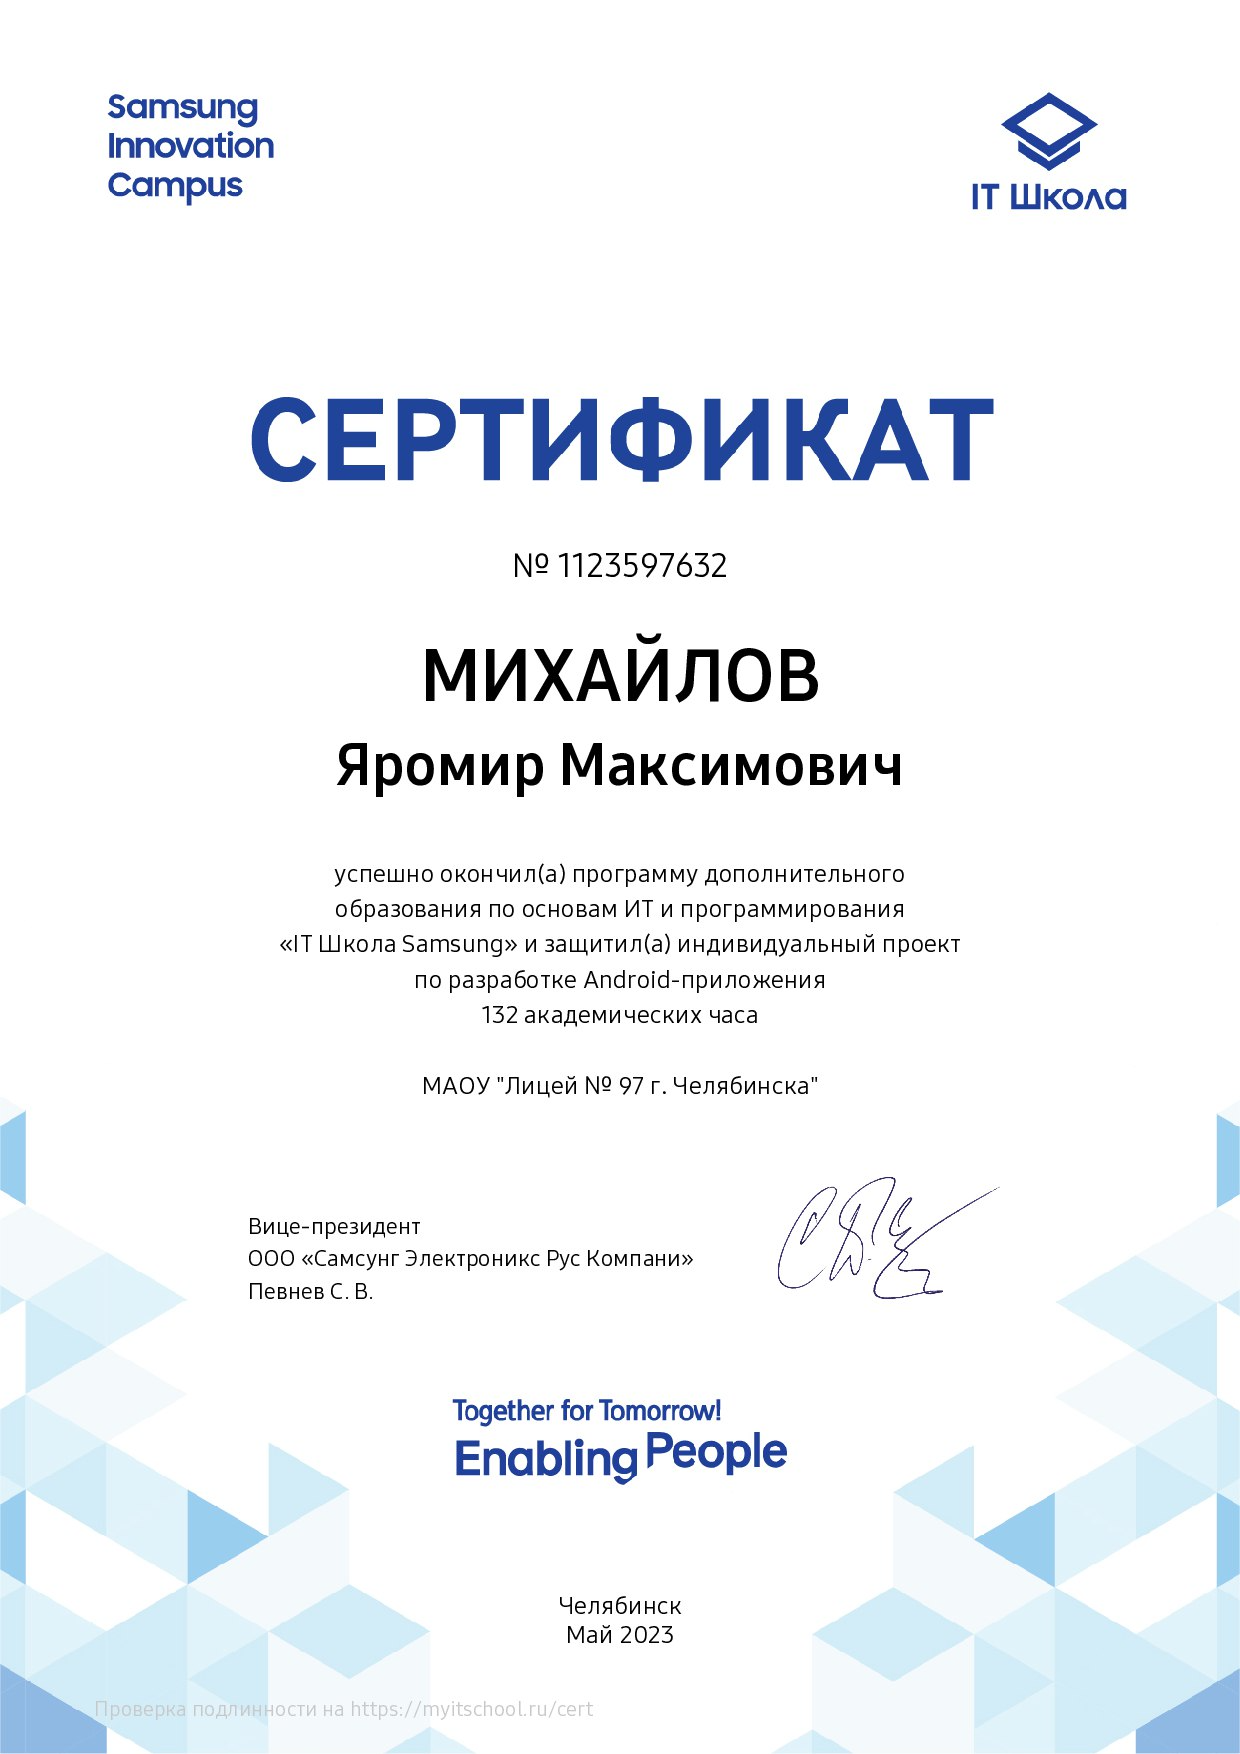 Samsung
Innovation
Campus
IT Школа
СЕРТИФИКАТ
№ 1123597632
МИХАЙЛОВ
Яромир Максимович
успешно окончил(а) программу дополнительного
образования по основам ИТ и программирования
«IT Школа Samsung» и защитил(а) индивидуальный проект
по разработке Android-приложения
132 академических часа
МАОУ "Лицей № 97 г. Челябинска"
Вице-президент
ООО «Самсунг Электроникс Рус Компани»
Певнев С. В.
Together for Tomorrow!
Enabling People
Челябинск
Май 2023
Проверка подлинности на https://myitschool.ru/cert